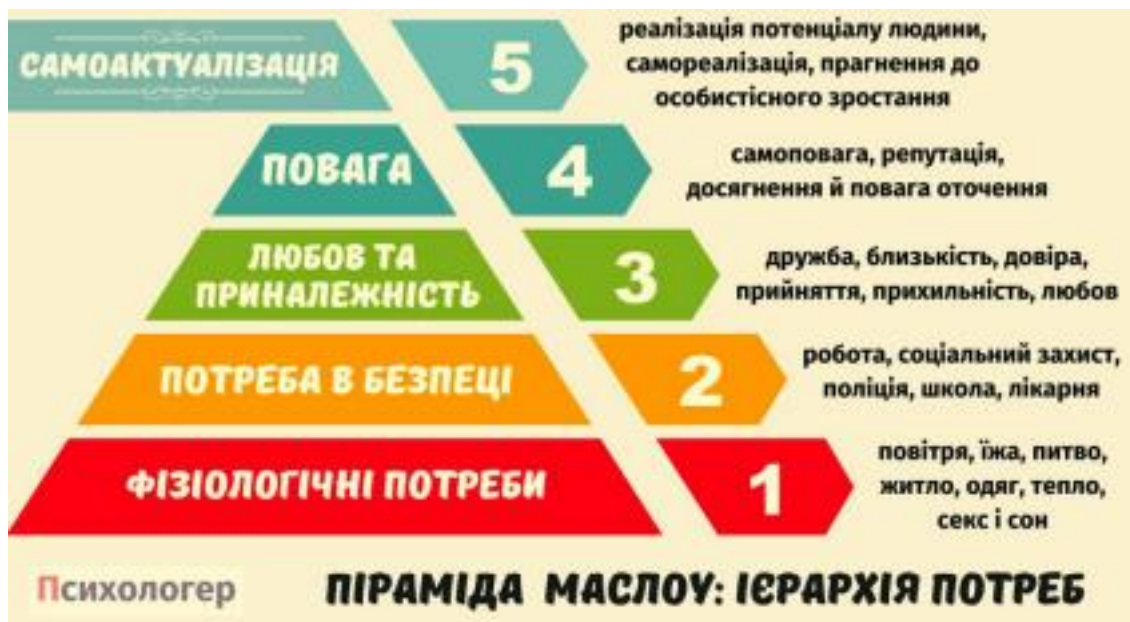 САМОАКТУАЛІЗАЦІЯ
5
реалізація потенціалу людини,
самореалізація, прагнення до
особистісного зростання
ПОВАГА
4
самоповага, репутація,
досягнення й повага оточення
ЛЮБОВ ТА
ПРИНАЛЕЖНІСТЬ
3
дружба, близькість, довіра,
прийняття, прихильність, любов
ПОТРЕБА В БЕЗПЕЦІ
2
робота, соціальний захист,
поліція, школа, лікарня
ФІЗІОЛОГІЧНІ ПОТРЕБИ
1
повітря, їжа, питво,
житло, одяг, тепло,
секс і сон
Психологер
ПІРАМІДА МАСЛОУ: ІЄРАРХІЯ ПОТРЕБ